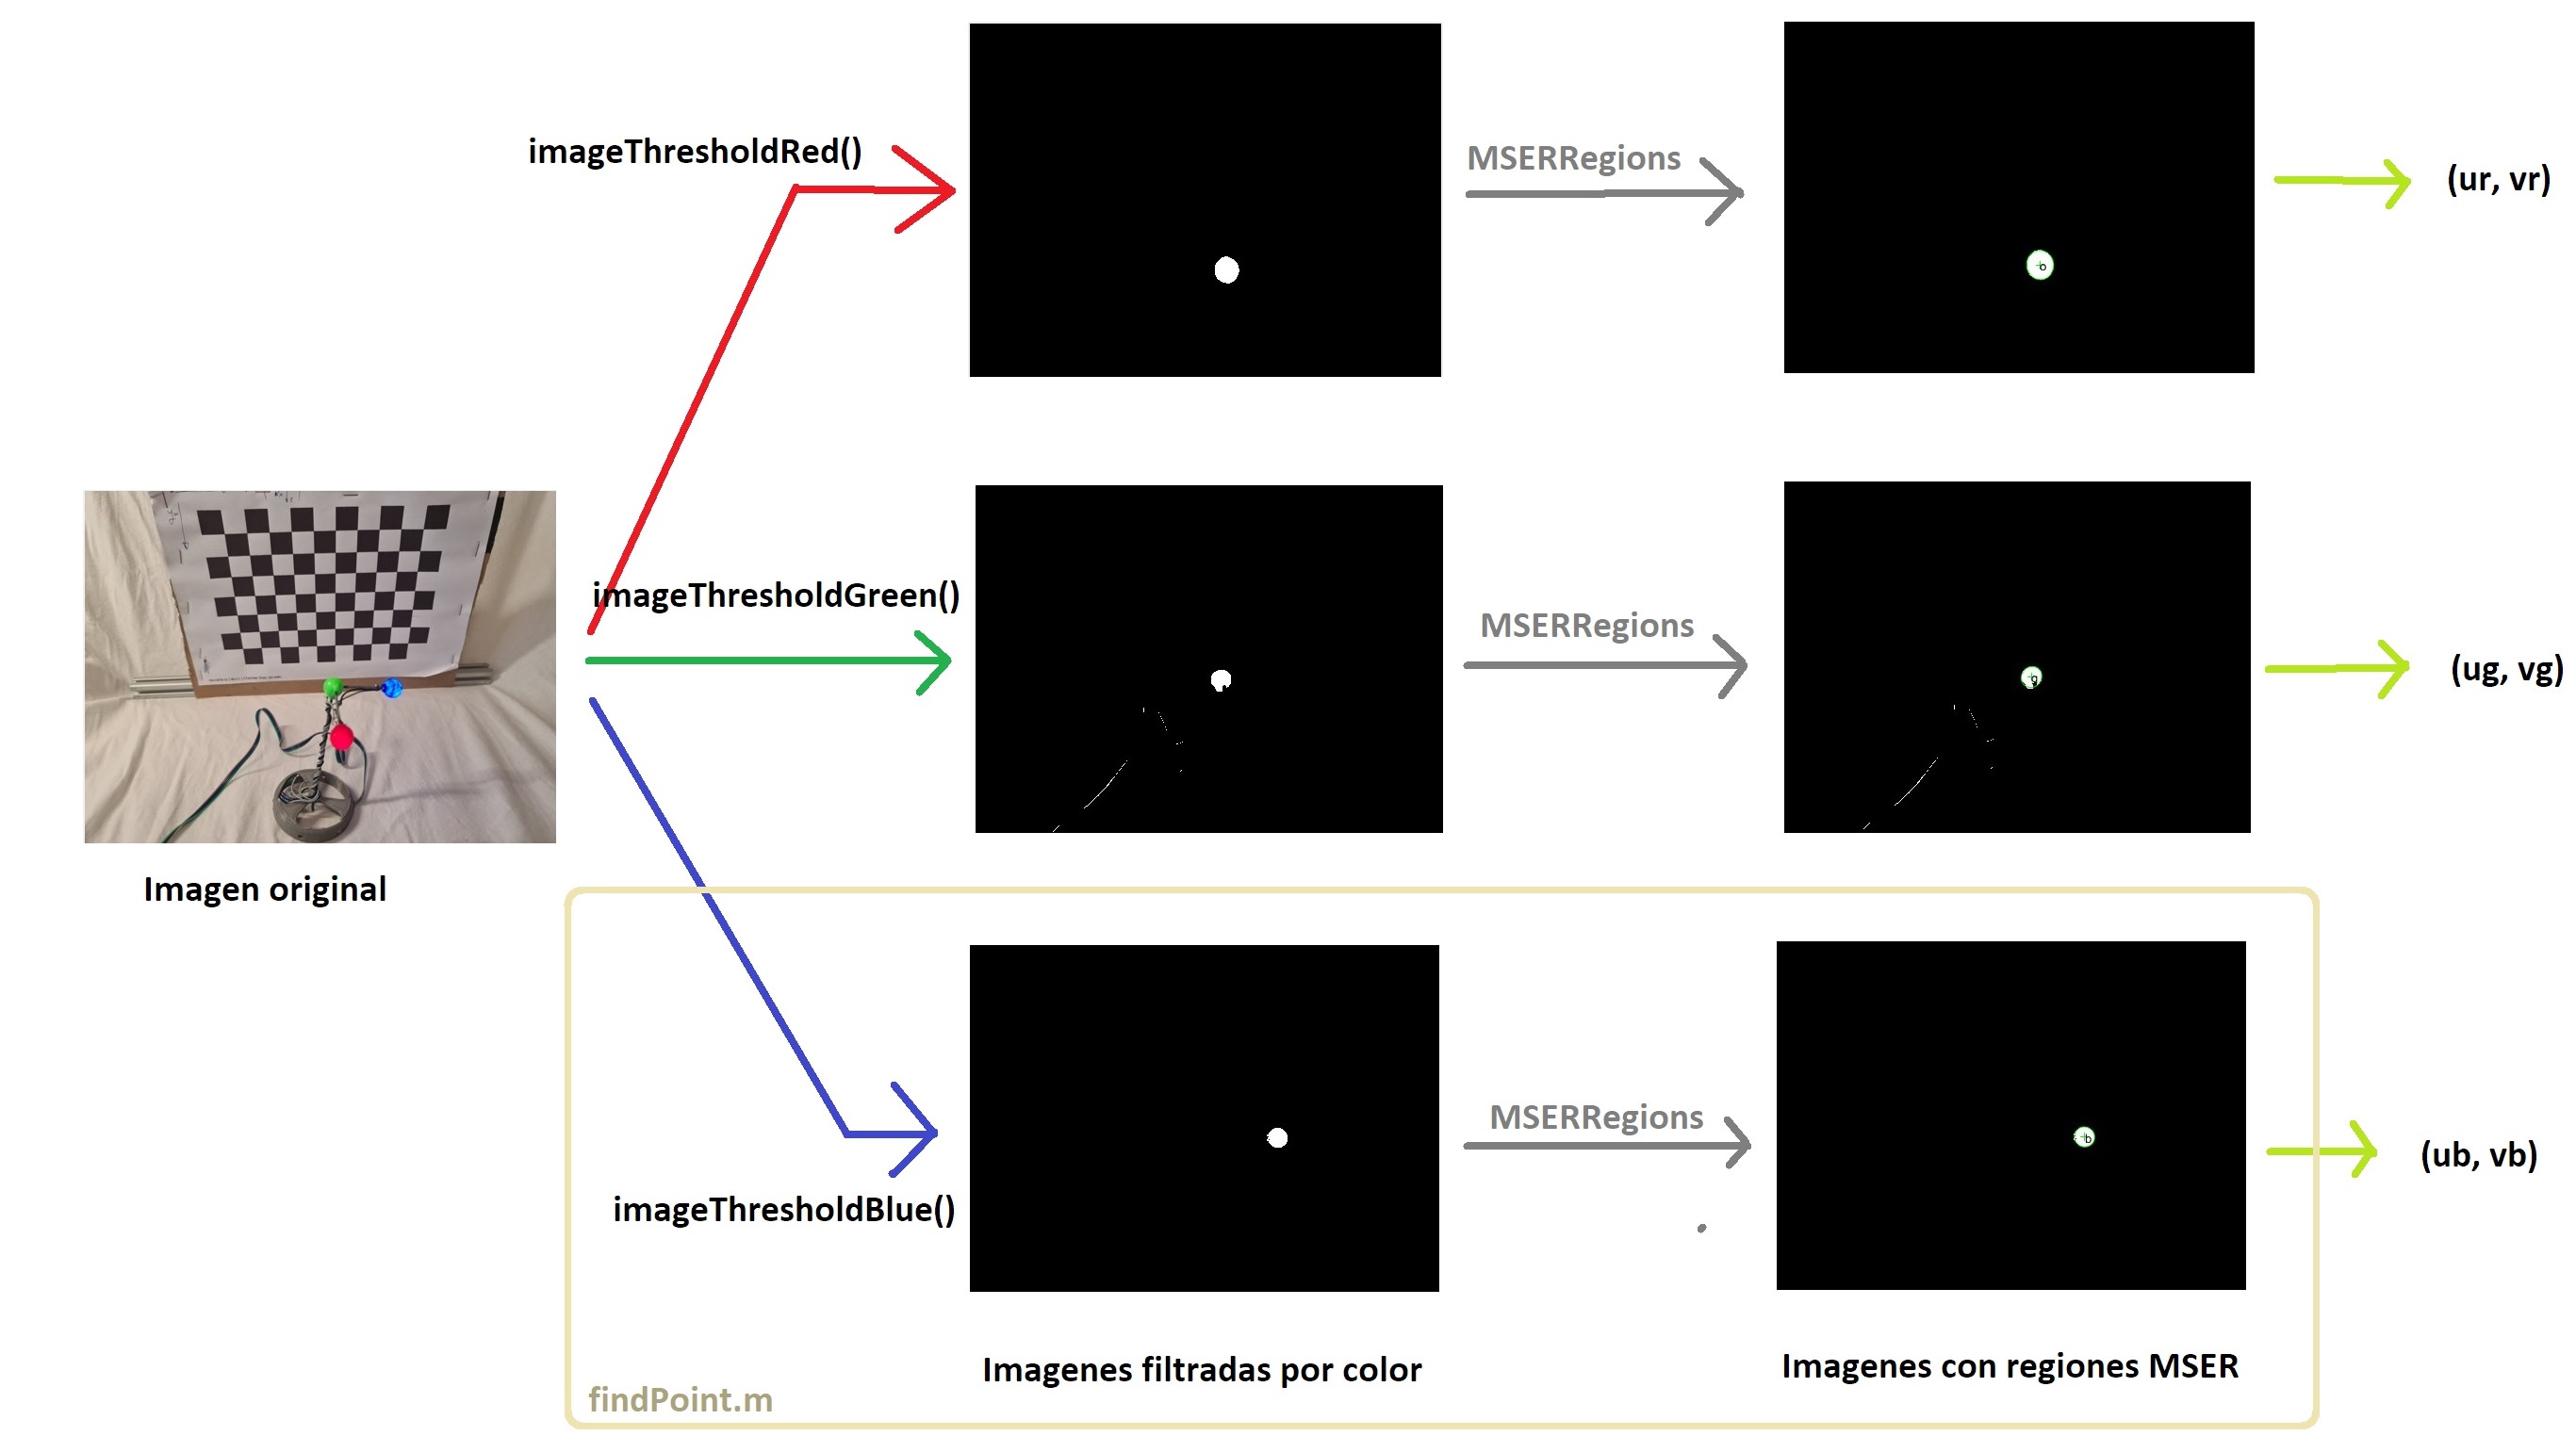 imageThresholdRed()
MSERRegions
(ur, vr)
imageThresholdGreen()
MSERRegions
(ug, vg)
Imagen original
MSERRegions
(ub, vb)
imageThresholdBlue()
Imagenes filtradas por color
Imagenes con regiones MSER
findPoint.m